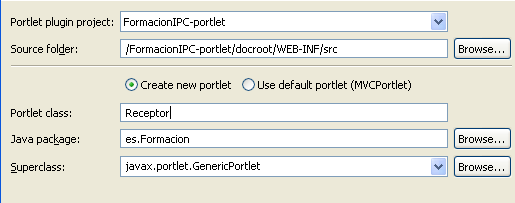 Portlet plugin project: FormacionIPC-portlet
Source folder: /FormacionIPC-portlet/docroot/WEB-INF/src Browse...
Create new portlet Use default portlet (MVCPortlet)
Portlet class: Receptor
Java package: es.Formacion Browse...
Superclass: javax.portlet.GenericPortlet Browse...